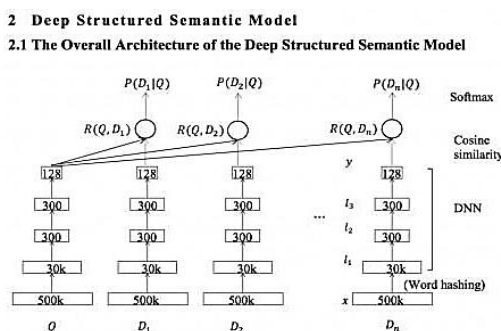 2 Deep Structured Semantic Model
2.1 The Overall Architecture of the Deep Structured Semantic Model
P(D₁|Q) P(D₂|Q) P(Dₙ|Q)
Softmax
R(Q,D₁) R(Q,D₂) R(Q,Dₙ)
Cosine similarity
y
128 128 128 128
300 300 300 l₃ 300
DNN
...
300 300 300 l₂ 300
l₁
30k 30k 30k 30k
(Word hashing)
500k 500k 500k x 500k
Q D₁ D₂ Dₙ